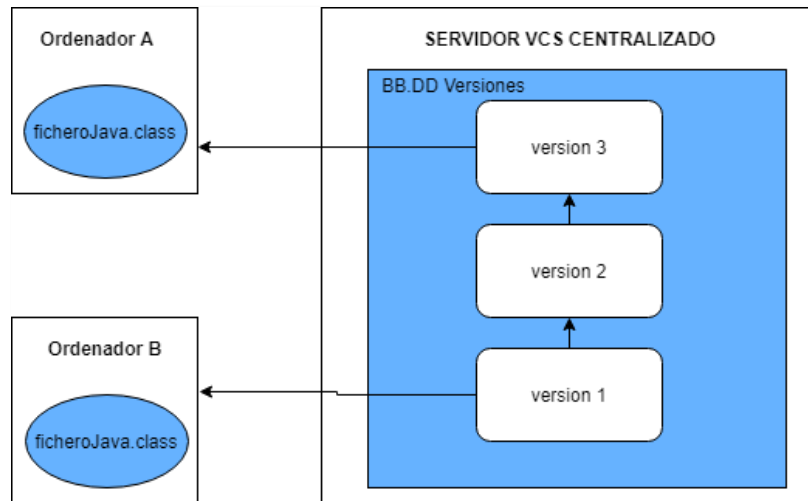 Ordenador A
ficheroJava.class
SERVIDOR VCS CENTRALIZADO
BB.DD Versiones
version 3
version 2
version 1
Ordenador B
ficheroJava.class